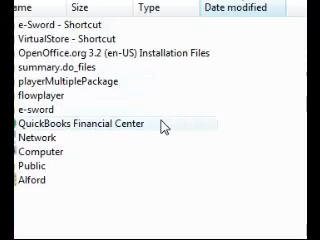 ame Size Type Date modified
e-Sword - Shortcut
VirtualStore - Shortcut
OpenOffice.org 3.2 (en-US) Installation Files
summary.do_files
playerMultiplePackage
flowplayer
e-sword
QuickBooks Financial Center
Network
Computer
Public
Alford